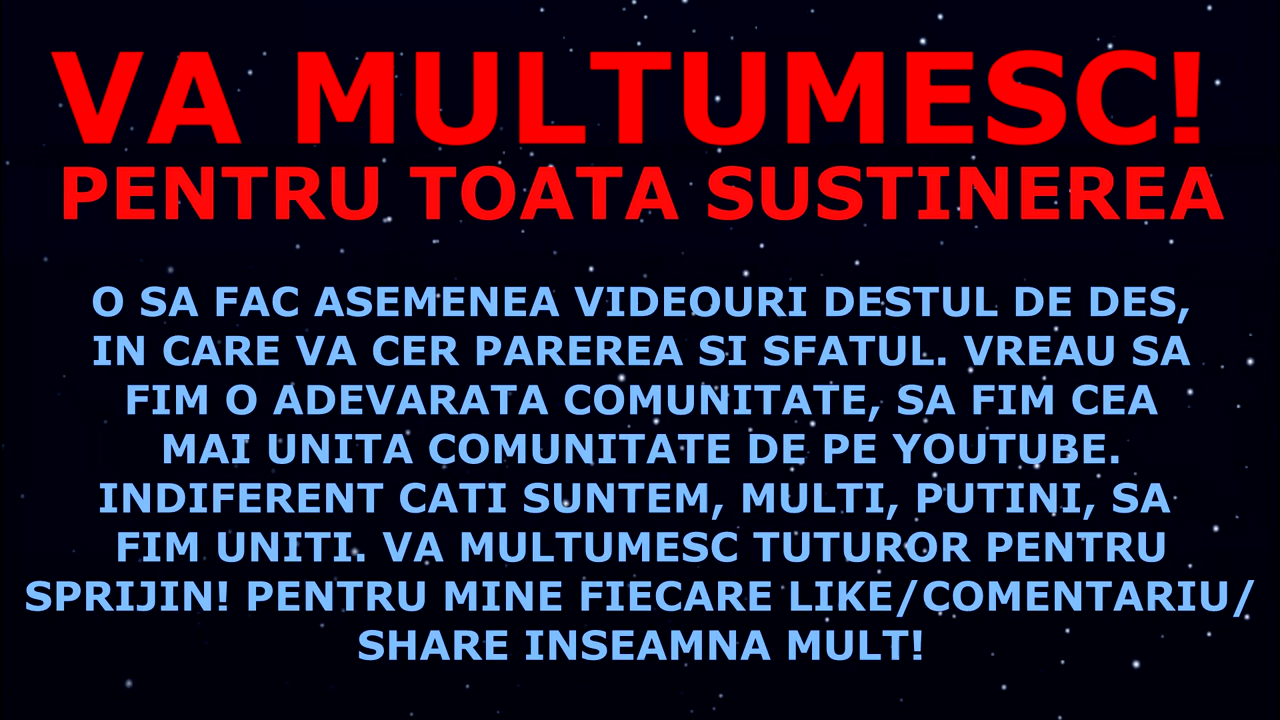 VA MULTUMESC!
PENTRU TOATA SUSTINEREA
O SA FAC ASEMENEA VIDEOURI DESTUL DE DES,
IN CARE VA CER PAREREA SI SFATUL. VREAU SA
FIM O ADEVARATA COMUNITATE, SA FIM CEA
MAI UNITA COMUNITATE DE PE YOUTUBE.
INDIFERENT CATI SUNTEM, MULTI, PUTINI, SA
FIM UNITI. VA MULTUMESC TUTUROR PENTRU
SPRIJIN! PENTRU MINE FIECARE LIKE/COMENTARIU/
SHARE INSEAMNA MULT!